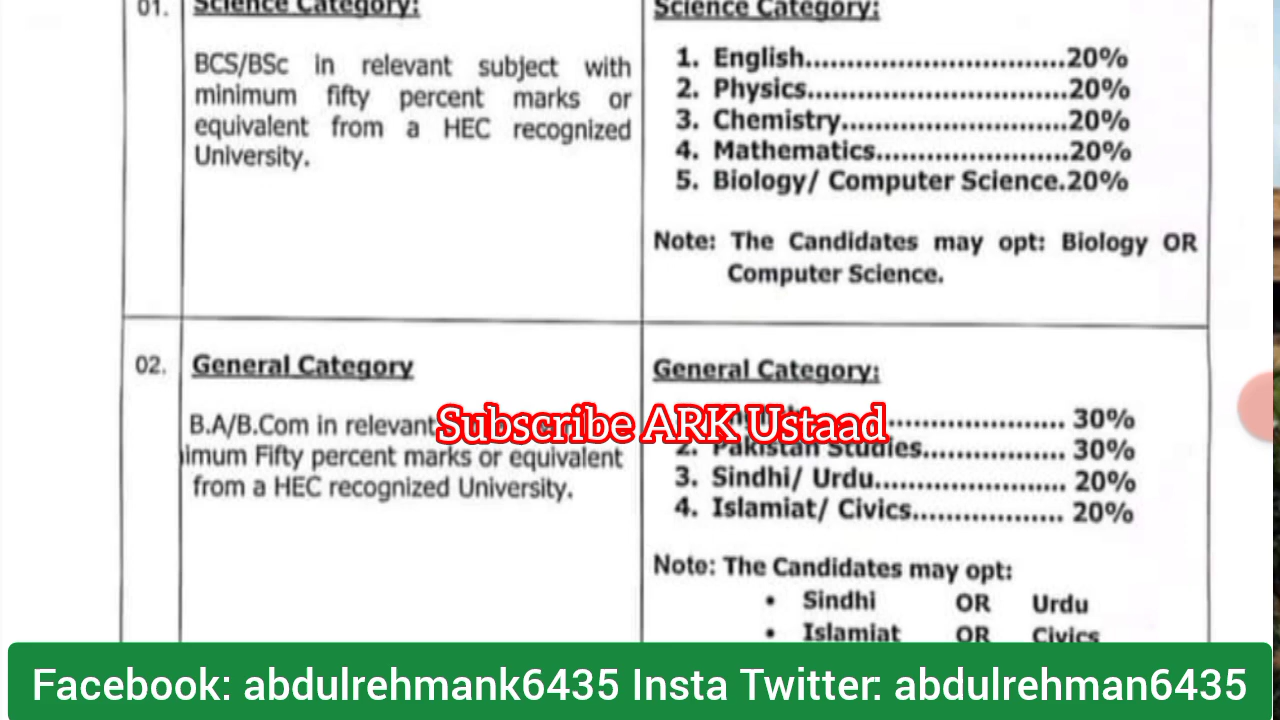 01. Science Category:
BCS/BSc in relevant subject with
minimum fifty percent marks or
equivalent from a HEC recognized
University.
Science Category:
1. English...............................20%
2. Physics...............................20%
3. Chemistry...........................20%
4. Mathematics.......................20%
5. Biology/ Computer Science.20%
Note: The Candidates may opt: Biology OR
Computer Science.
02. General Category
B.A/B.Com in relevant
imum Fifty percent marks or equivalent
from a HEC recognized University.
General Category:
..................... 30%
2. Pakistan Studies................. 30%
3. Sindhi/ Urdu....................... 20%
4. Islamiat/ Civics.................. 20%
Note: The Candidates may opt:
• Sindhi OR Urdu
• Islamiat OR Civics
Subscribe ARK Ustaad
Facebook: abdulrehmank6435 Insta Twitter: abdulrehman6435